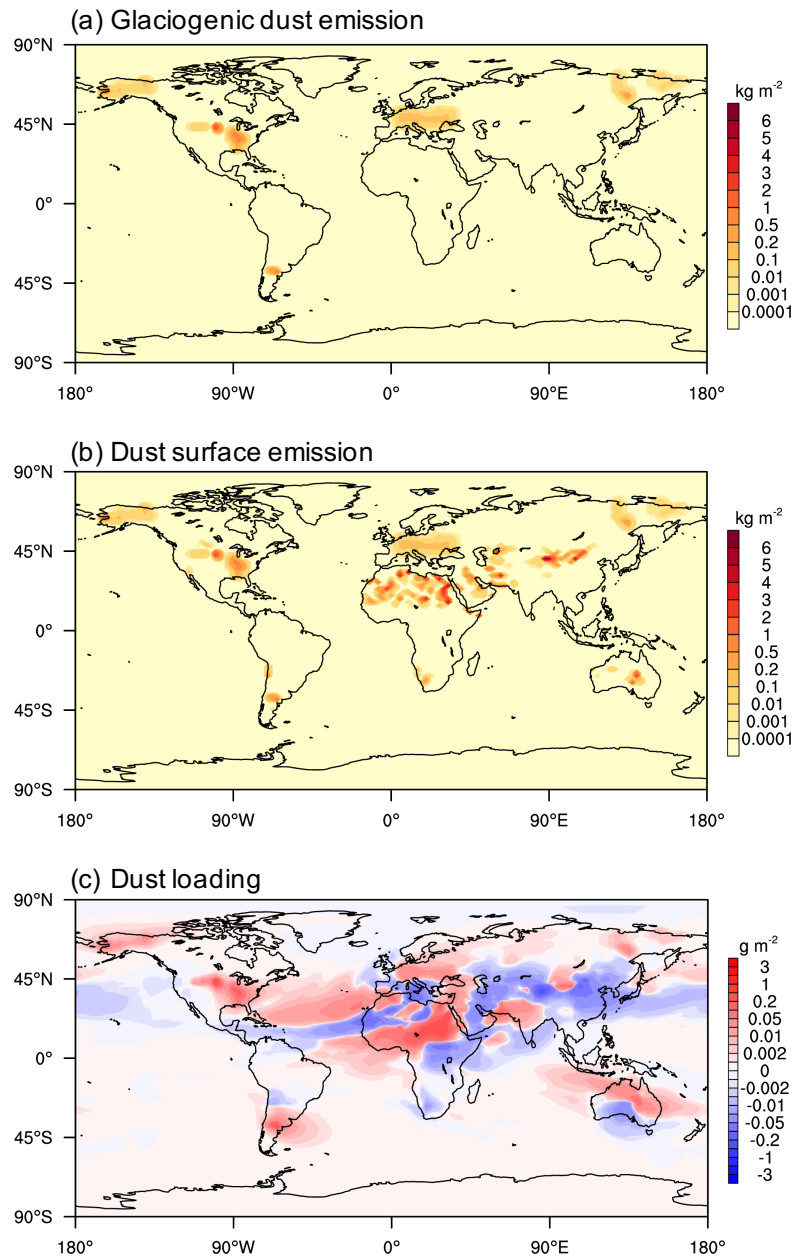 (a) Glaciogenic dust emission
90°N
45°N
0°
45°S
90°S
180°
90°W
0°
90°E
180°
kg m-2
6
5
4
3
2
1
0.5
0.2
0.1
0.01
0.001
0.0001
(b) Dust surface emission
90°N
45°N
0°
45°S
90°S
180°
90°W
0°
90°E
180°
kg m-2
6
5
4
3
2
1
0.5
0.2
0.1
0.01
0.001
0.0001
(c) Dust loading
90°N
45°N
0°
45°S
90°S
180°
90°W
0°
90°E
180°
g m-2
3
1
0.2
0.05
0.01
0.002
0
-0.002
-0.01
-0.05
-0.2
-1
-3